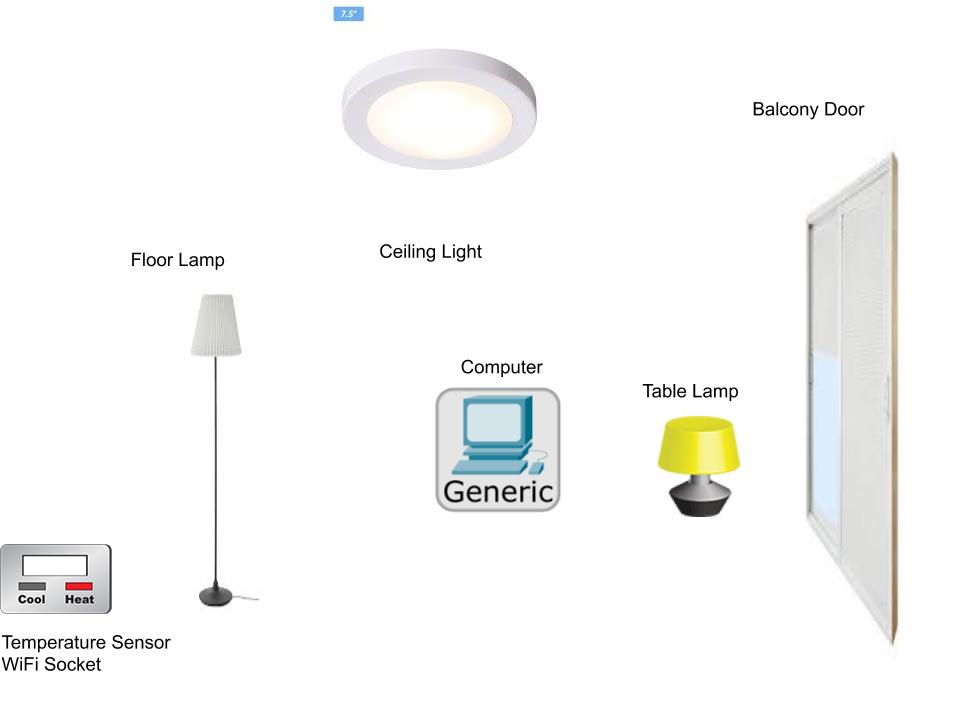 7.5"
Balcony Door
Ceiling Light
Floor Lamp
Computer
Generic
Table Lamp
Cool Heat
Temperature Sensor
WiFi Socket